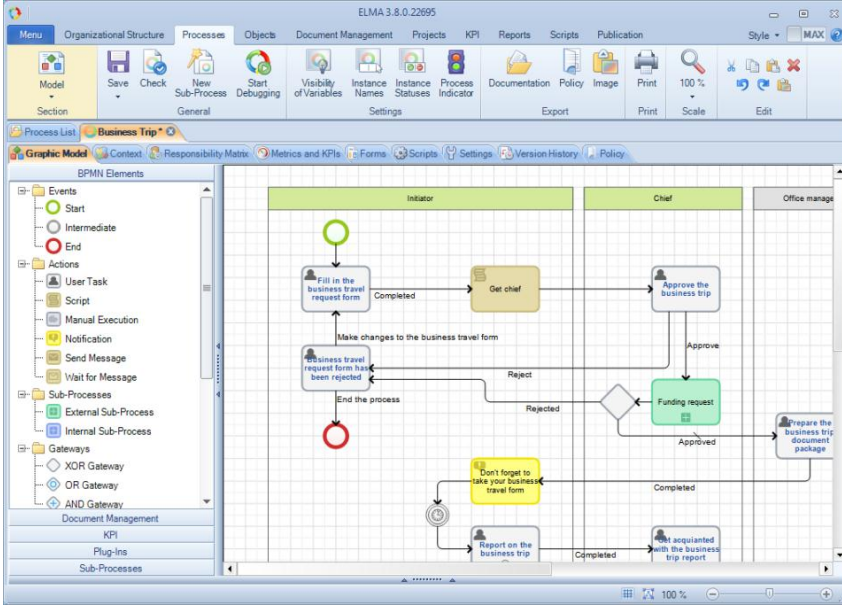 ELMA 3.8.0.22695
Menu Organizational Structure Processes Objects Document Management Projects KPI Reports Scripts Publication Style MAX
Model
Save Check New Sub-Process Start Debugging
Visibility of Variables Instance Names Instance Statuses Process Indicator
Documentation Policy Image Print 100 %
Section General Settings Export Print Scale Edit
Process List Business Trip *
Graphic Model Context Responsibility Matrix Metrics and KPIs Forms Scripts Settings Version History Policy
BPMN Elements
Events
Start
Intermediate
End
Actions
User Task
Script
Manual Execution
Notification
Send Message
Wait for Message
Sub-Processes
External Sub-Process
Internal Sub-Process
Gateways
XOR Gateway
OR Gateway
AND Gateway
Document Management
KPI
Plug-Ins
Sub-Processes
Initiator Chief Office manage
Fill in the
business travel
request form
Completed
Get chief
Approve the
business trip
Make changes to the business travel form
Approve
Business travel
request form has
been rejected
Reject
End the process
Rejected
Funding request
Approved
Prepare the
business trip
document
package
Don't forget to
take your business
travel form
Completed
Report on the
business trip
Completed
Get acquianted
with the business
trip report
100 %